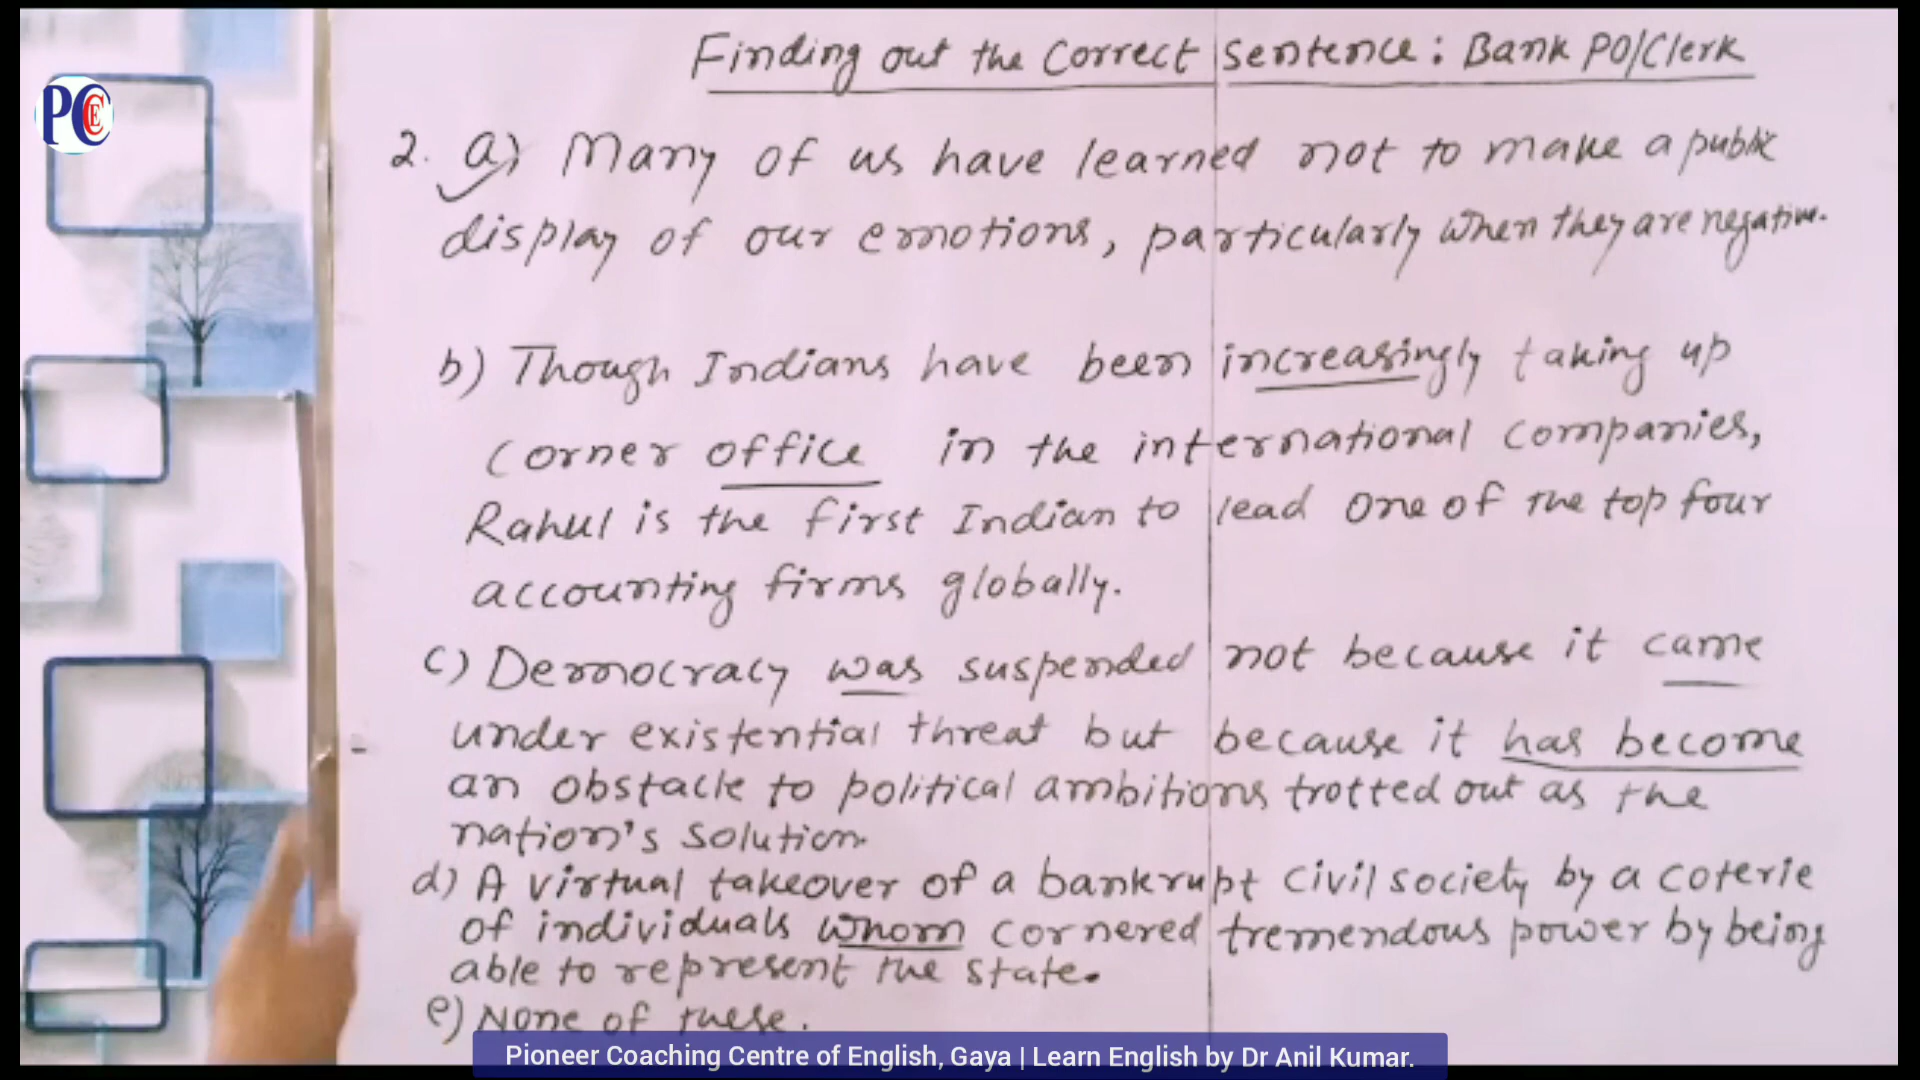 Finding out the Correct Sentence : Bank PO/Clerk
PCCE
2. a) Many of us have learned not to make a public
display of our emotions, particularly when they are negative.
b) Though Indians have been increasingly taking up
corner office in the international companies,
Rahul is the first Indian to lead one of the top four
accounting firms globally.
c) Democracy was suspended not because it came
under existential threat but because it has become
an obstacle to political ambitions trotted out as the
nation's solution.
d) A virtual takeover of a bankrupt civil society by a coterie
of individuals whom cornered tremendous power by being
able to represent the state.
e) None of these.
Pioneer Coaching Centre of English, Gaya | Learn English by Dr Anil Kumar.